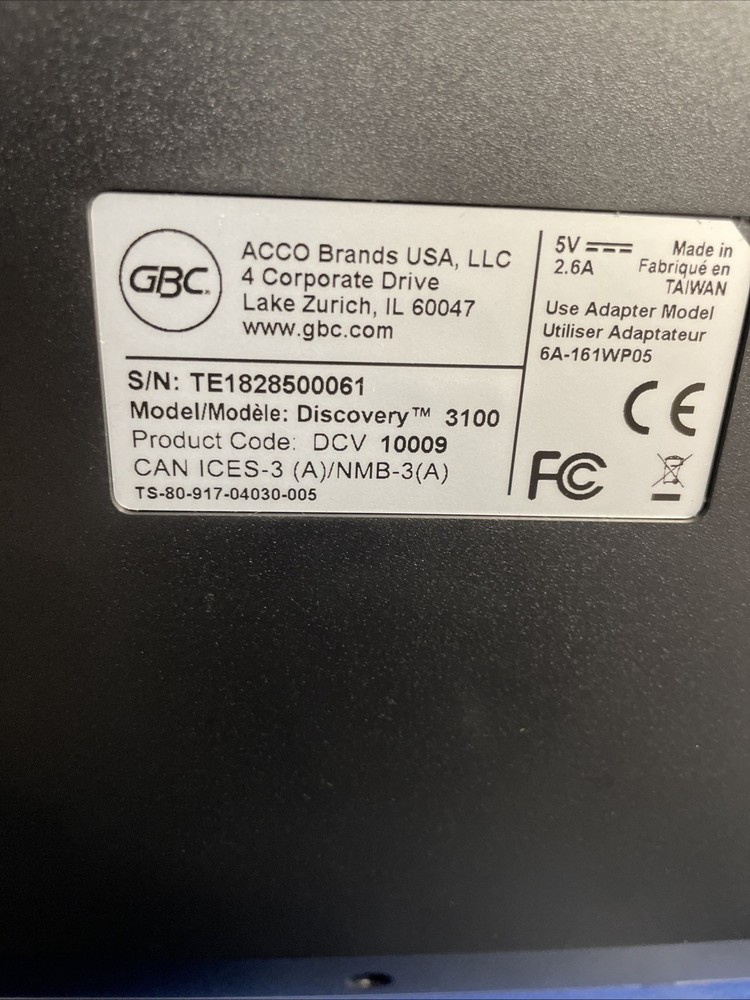 GBC
ACCO Brands USA, LLC
4 Corporate Drive
Lake Zurich, IL 60047
www.gbc.com
S/N: TE1828500061
Model/Modèle: Discovery™ 3100
Product Code: DCV 10009
CAN ICES-3 (A)/NMB-3(A)
TS-80-917-04030-005
5V
2.6A
Made in
Fabriqué en
TAIWAN
Use Adapter Model
Utiliser Adaptateur
6A-161WP05
CE
FC